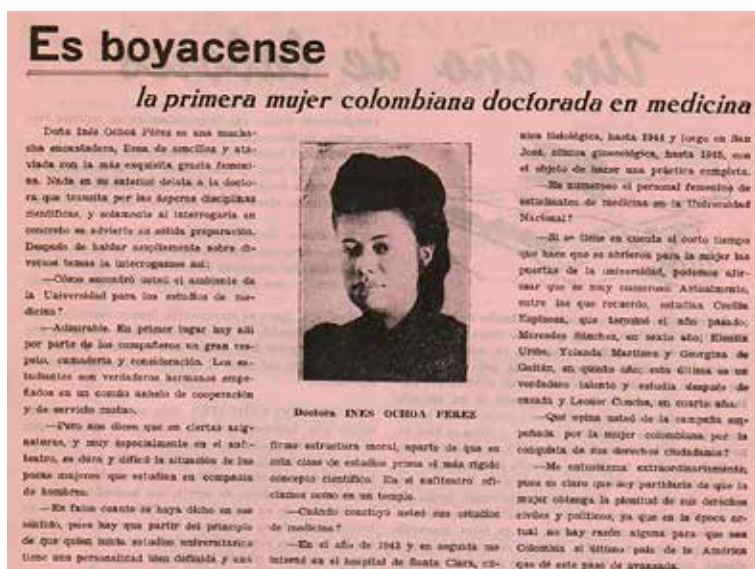 Es boyacense
la primera mujer colombiana doctorada en medicina
Doña Inés Ochoa Pérez es una mucha-
cha encantadora, llena de sencillez y ata-
viada con la más exquisita gracia femeni-
na. Nada en su exterior delata a la docto-
ra que transita por las ásperas disciplinas
científicas, y solamente al interrogarla en
concreto se advierte su sólida preparación.
Después de hablar ampliamente sobre di-
versos temas la interrogamos así:
—Cómo encontró usted el ambiente de
la Universidad para los estudios de me-
dicina?
—Admirable. En primer lugar hay allí
por parte de los compañeros un gran res-
peto, camadería y consideración. Los es-
tudiantes son verdaderos hermanos empe-
ñados en un común anhelo de cooperación
y de servicio mutuo.
—Pero nos dicen que en ciertas asig-
naturas, y muy especialmente en el anfi-
teatro, es dura y difícil la situación de las
pocas mujeres que estudian en compañía
de hombres.
—Es falso cuanto se haya dicho en ese
sentido, pues hay que partir del principio
de que quien inicia estudios universitarios
tiene una personalidad bien definida y una
Doctora INES OCHOA PEREZ
firme estructura moral, aparte de que en
esta clase de estudios prima el más rígido
concepto científico. En el anfiteatro ofi-
ciamos como en un templo.
—Cuándo concluyó usted sus estudios
de medicina?
—En el año de 1943 y en seguida me
interné en el hospital de Santa Clara, clí-
nica tisiológica, hasta 1944 y luego en San
José, clínica ginecológica, hasta 1945, con
el objeto de hacer una práctica completa.
—Es numeroso el personal femenino de
estudiantes de medicina en la Universidad
Nacional?
—Si se tiene en cuenta el corto tiempo
que hace que se abrieron para la mujer las
puertas de la universidad, podemos afir-
mar que es muy numeroso. Actualmente,
entre las que recuerdo, estudian Cecilia
Espinosa, que terminó el año pasado,
Mercedes Sánchez, en sexto año; Elenita
Uribe, Yolanda Martínez y Georgina de
Gaitán, en quinto año; esta última es un
verdadero talento y estudia después de
casada y Leonor Concha, en cuarto año.
—Qué opina usted de la campaña em-
peñada por la mujer colombiana por la
conquista de sus derechos ciudadanos?
—Me entusiasma extraordinariamente,
pues es claro que soy partidaria de que la
mujer obtenga la plenitud de sus derechos
civiles y políticos, ya que en la época ac-
tual no hay razón alguna para que sea
Colombia el último país de la América
que dé este paso de avanzada.